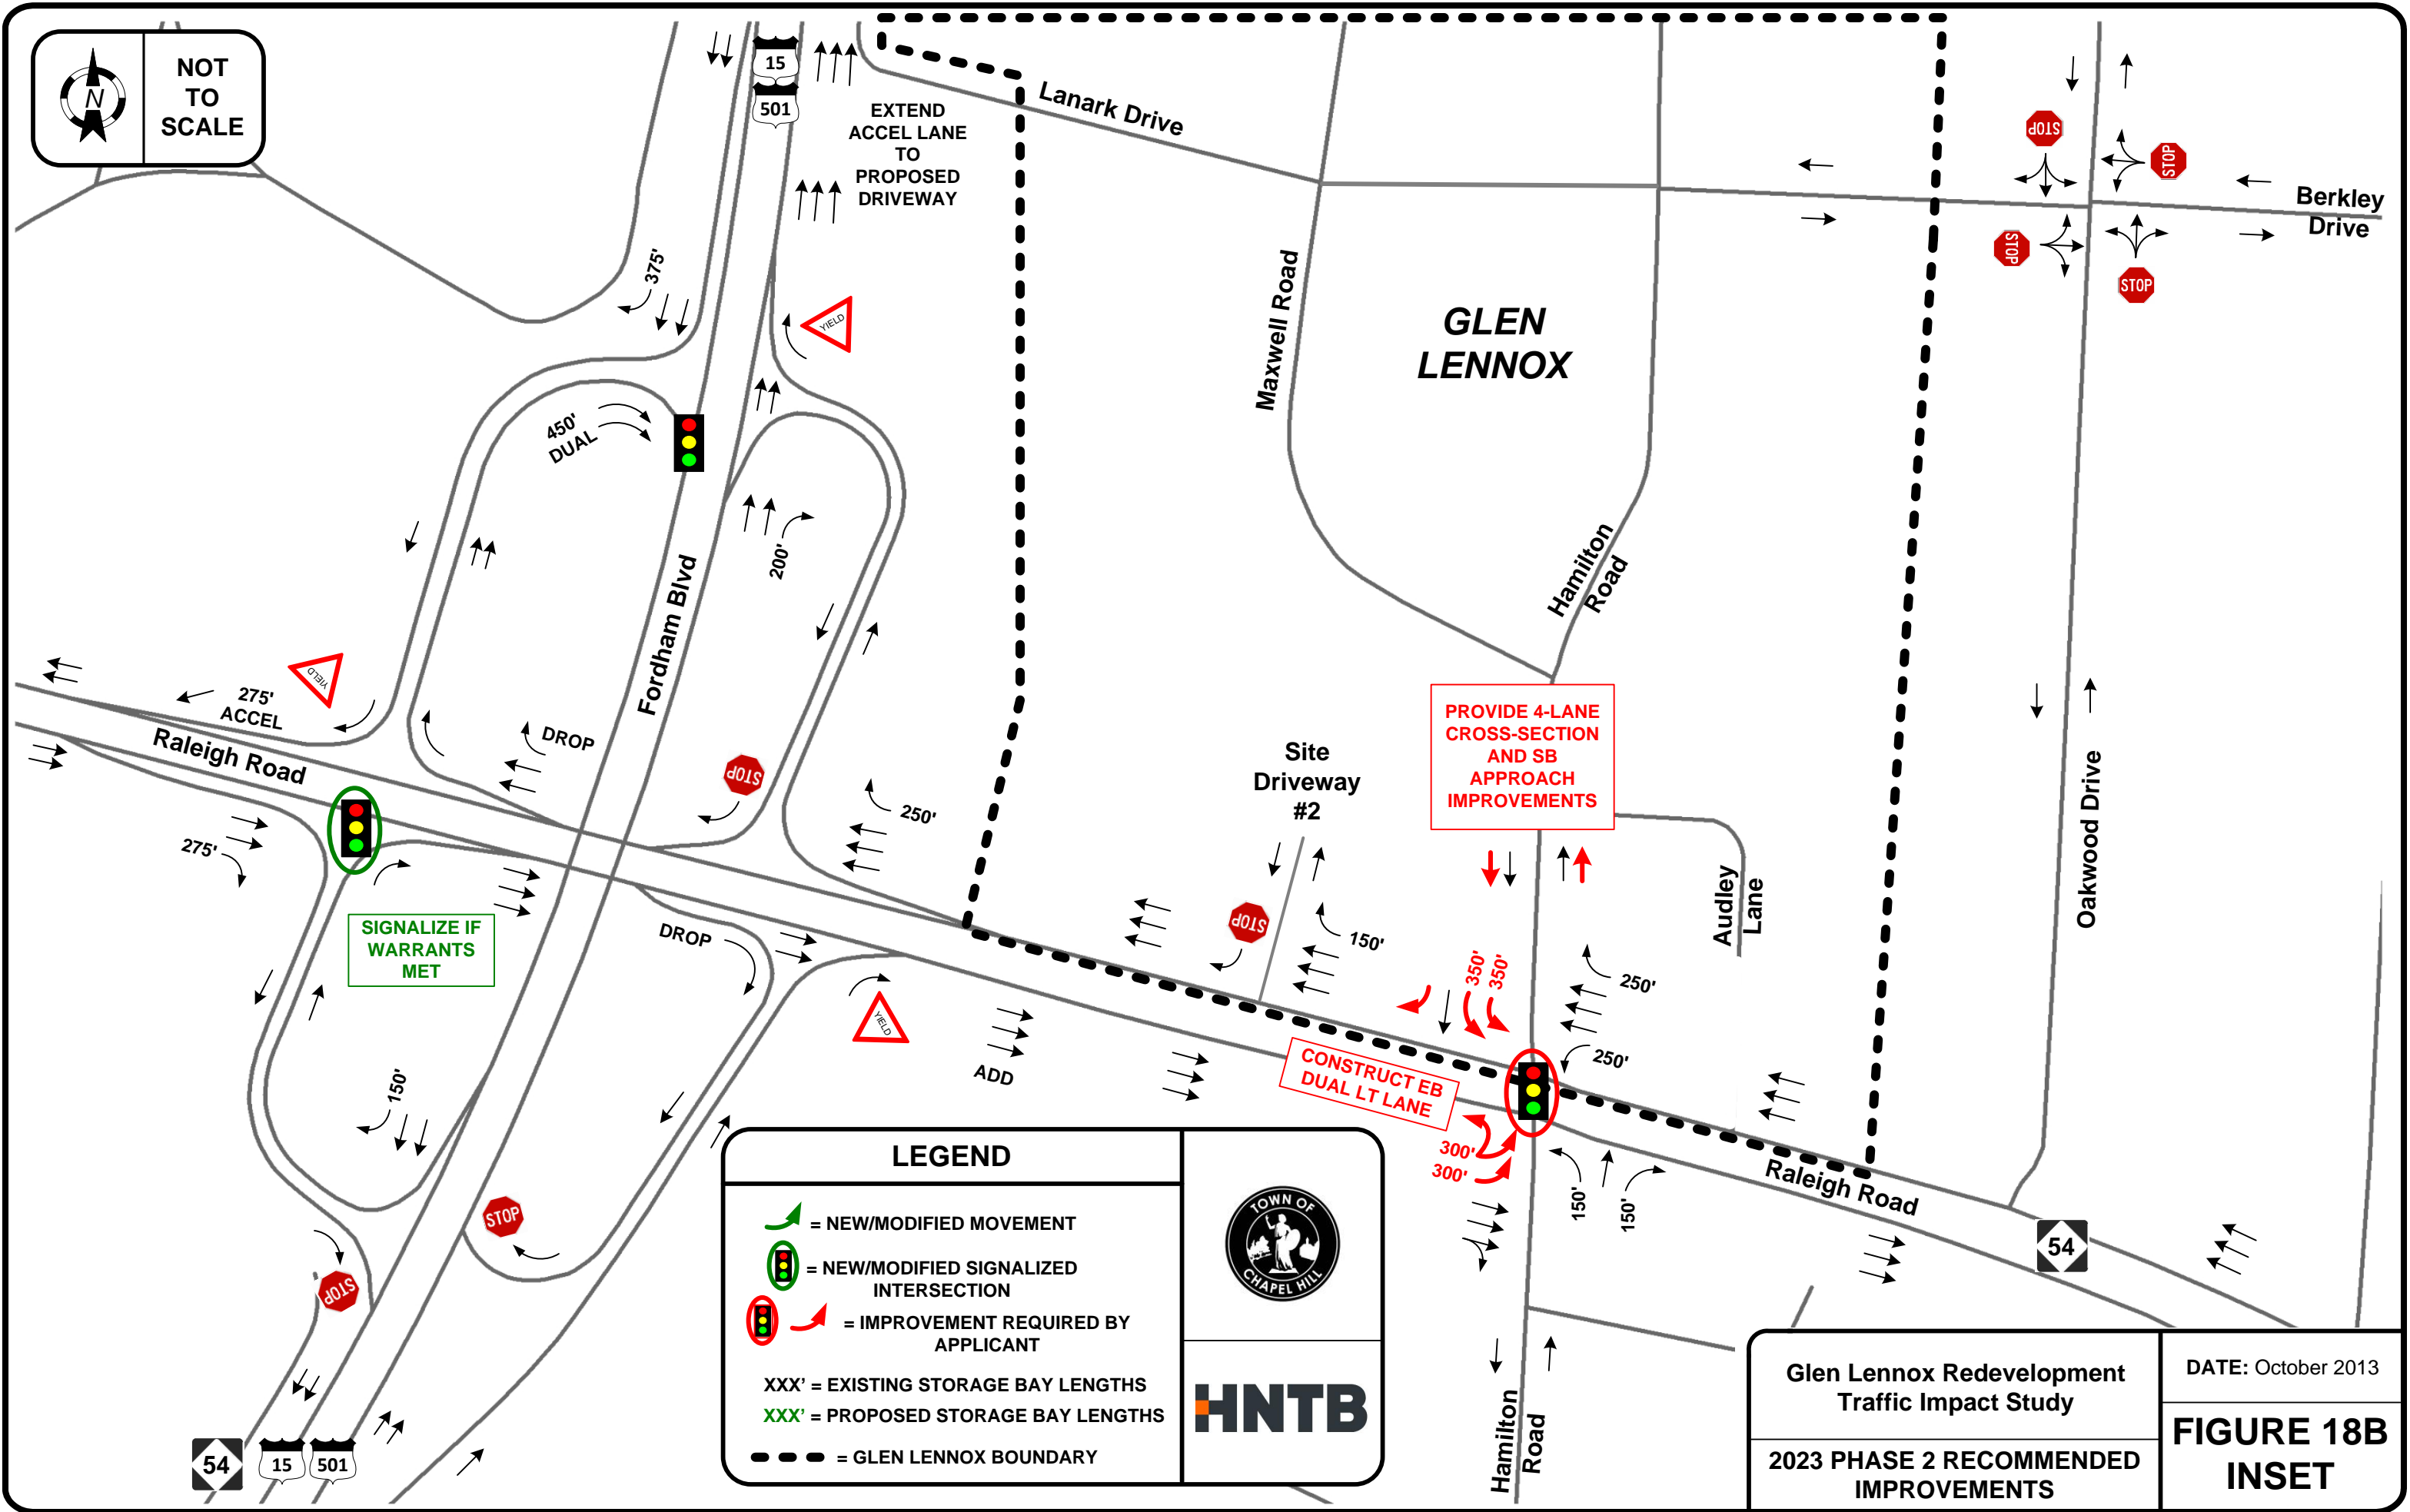 N
NOT
TO
SCALE
15
501
EXTEND
ACCEL LANE
TO
PROPOSED
DRIVEWAY
Lanark Drive
STOP
STOP
Berkley
Drive
STOP
STOP
375'
YIELD
Maxwell Road
GLEN
LENNOX
450'
DUAL
200'
Hamilton
Road
Fordham Blvd
YIELD
275'
ACCEL
DROP
Raleigh Road
STOP
250'
Site
Driveway
#2
PROVIDE 4-LANE
CROSS-SECTION
AND SB
APPROACH
IMPROVEMENTS
Oakwood Drive
275'
Audley
Lane
SIGNALIZE IF
WARRANTS
MET
DROP
STOP
150'
350'
350'
250'
YIELD
ADD
250'
CONSTRUCT EB
DUAL LT LANE
150'
300'
300'
150'
150'
Raleigh Road
54
STOP
STOP
LEGEND
= NEW/MODIFIED MOVEMENT
= NEW/MODIFIED SIGNALIZED
INTERSECTION
= IMPROVEMENT REQUIRED BY
APPLICANT
XXX' = EXISTING STORAGE BAY LENGTHS
XXX' = PROPOSED STORAGE BAY LENGTHS
= GLEN LENNOX BOUNDARY
TOWN OF
CHAPEL HILL
HNTB
Hamilton
Road
54
15
501
Glen Lennox Redevelopment
Traffic Impact Study
2023 PHASE 2 RECOMMENDED
IMPROVEMENTS
DATE: October 2013
FIGURE 18B
INSET